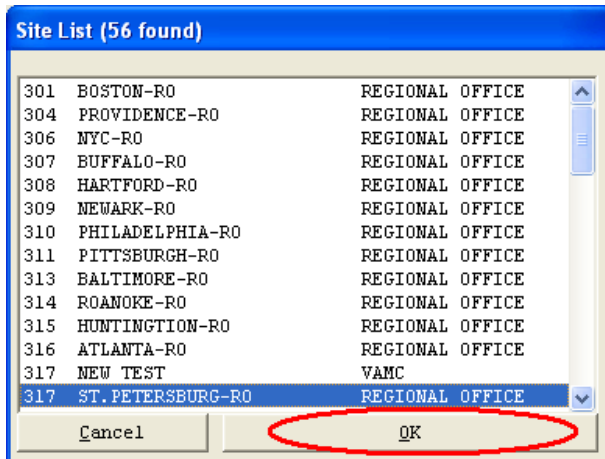 Site List (56 found)
301 BOSTON-RO REGIONAL OFFICE
304 PROVIDENCE-RO REGIONAL OFFICE
306 NYC-RO REGIONAL OFFICE
307 BUFFALO-RO REGIONAL OFFICE
308 HARTFORD-RO REGIONAL OFFICE
309 NEWARK-RO REGIONAL OFFICE
310 PHILADELPHIA-RO REGIONAL OFFICE
311 PITTSBURGH-RO REGIONAL OFFICE
313 BALTIMORE-RO REGIONAL OFFICE
314 ROANOKE-RO REGIONAL OFFICE
315 HUNTINGTION-RO REGIONAL OFFICE
316 ATLANTA-RO REGIONAL OFFICE
317 NEW TEST VAMC
317 ST.PETERSBURG-RO REGIONAL OFFICE
Cancel OK